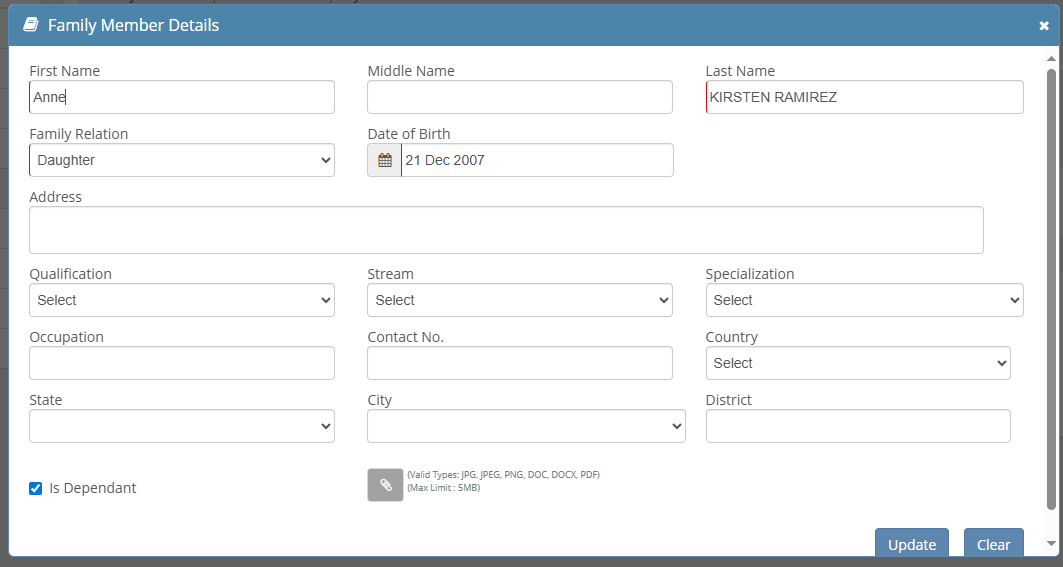 Family Member Details
First Name Middle Name Last Name
Anne KIRSTEN RAMIREZ
Family Relation Date of Birth
Daughter 21 Dec 2007
Address
Qualification Stream Specialization
Select Select Select
Occupation Contact No. Country
Select
State City District
(Valid Types: JPG, JPEG, PNG, DOC, DOCX, PDF)
Is Dependant
(Max Limit : 5MB)
Update Clear